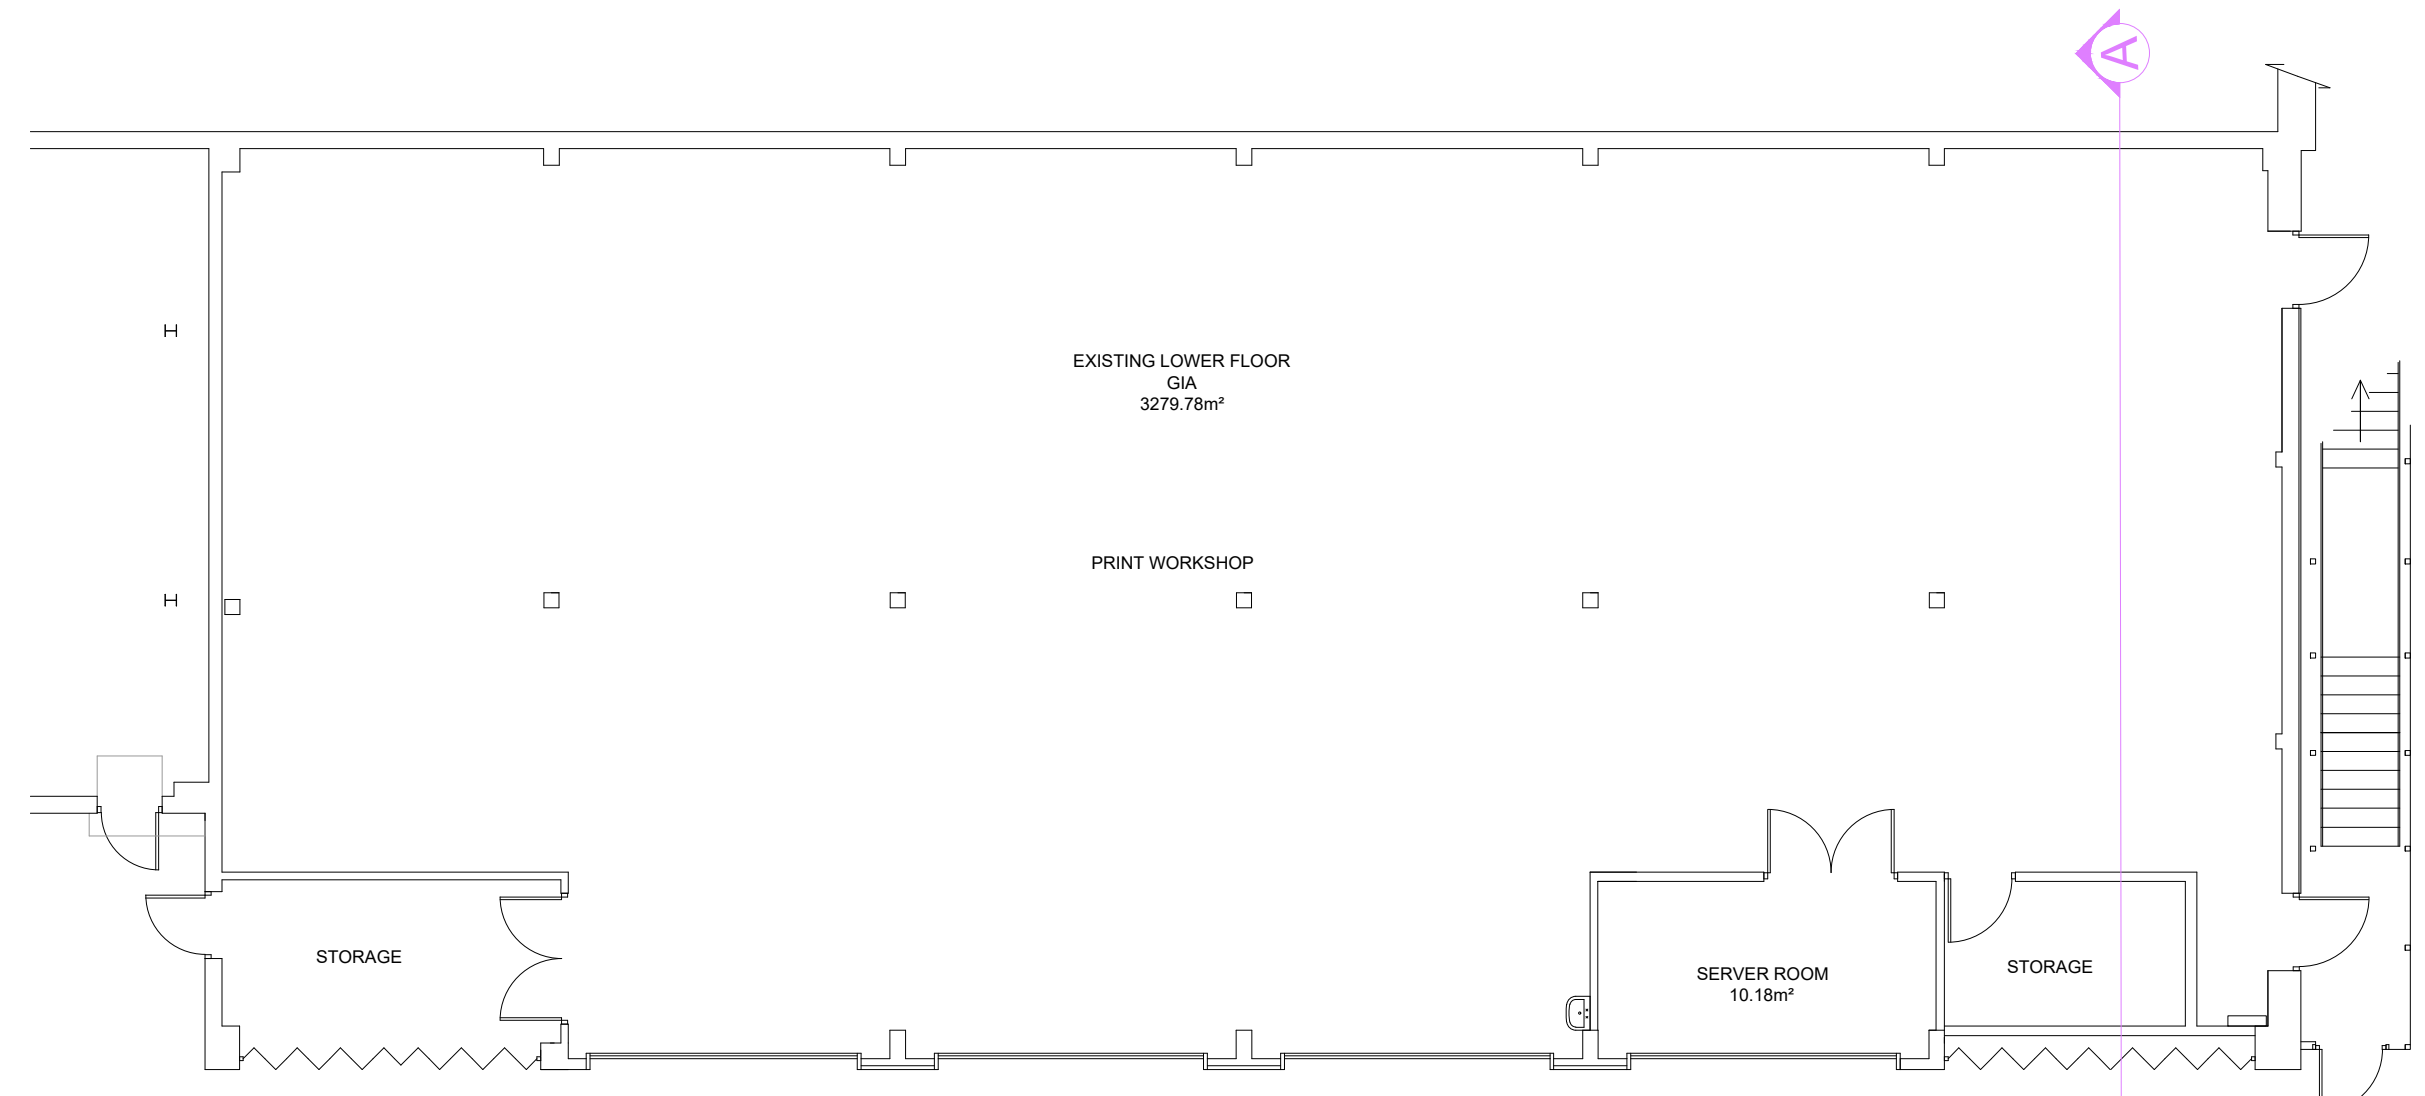 A
EXISTING LOWER FLOOR
GIA
3279.78m²
PRINT WORKSHOP
STORAGE
SERVER ROOM
10.18m²
STORAGE